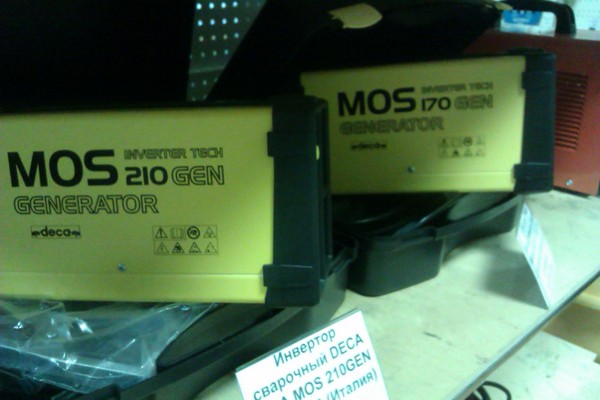 MOS
INVERTER TECH
210 GEN
GENERATOR
deca
MOS
INVERTER TECH
170 GEN
GENERATOR
deca
Инвертор
сварочный DECA
MOS 210GEN
(Италия)